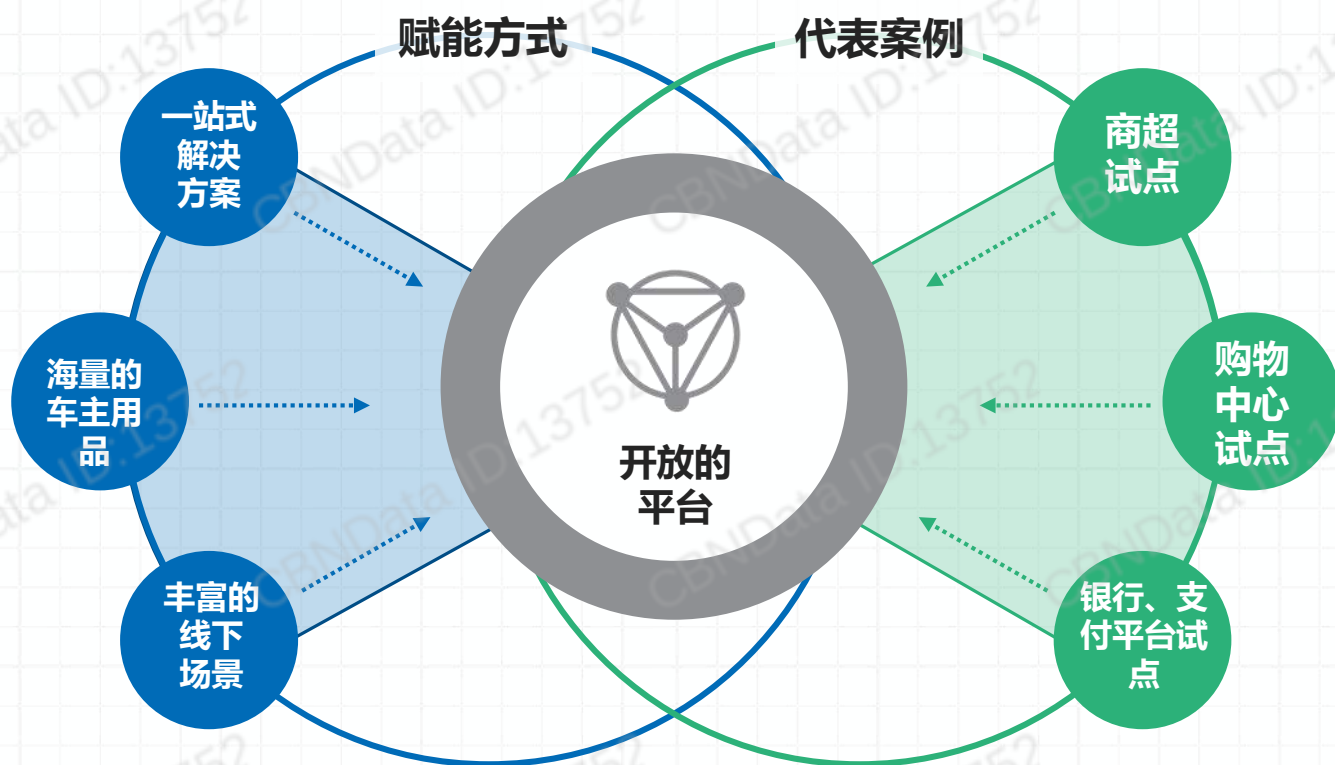 赋能方式
代表案例
一站式
解决
方案
海量的
车主用
品
丰富的
线下
场景
开放的
平台
商超
试点
购物
中心
试点
银行、支
付平台试
点
CBNData ID:13752